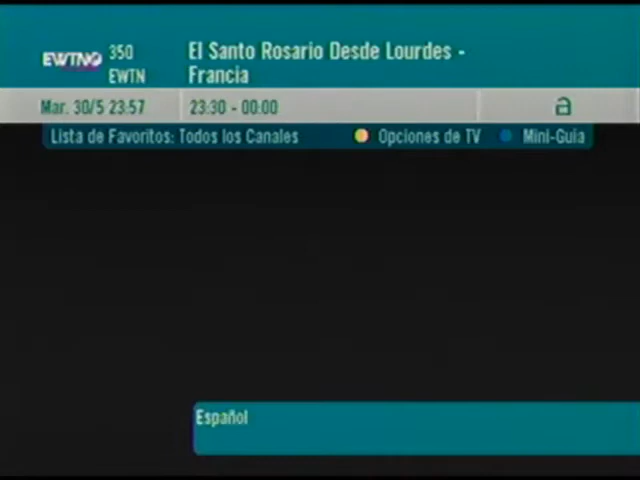 EWTN
350
EWTN
El Santo Rosario Desde Lourdes -
Francia
Mar. 30/5 23:57
23:30 - 00:00
Lista de Favoritos: Todos los Canales
Opciones de TV
Mini-Guia
Español